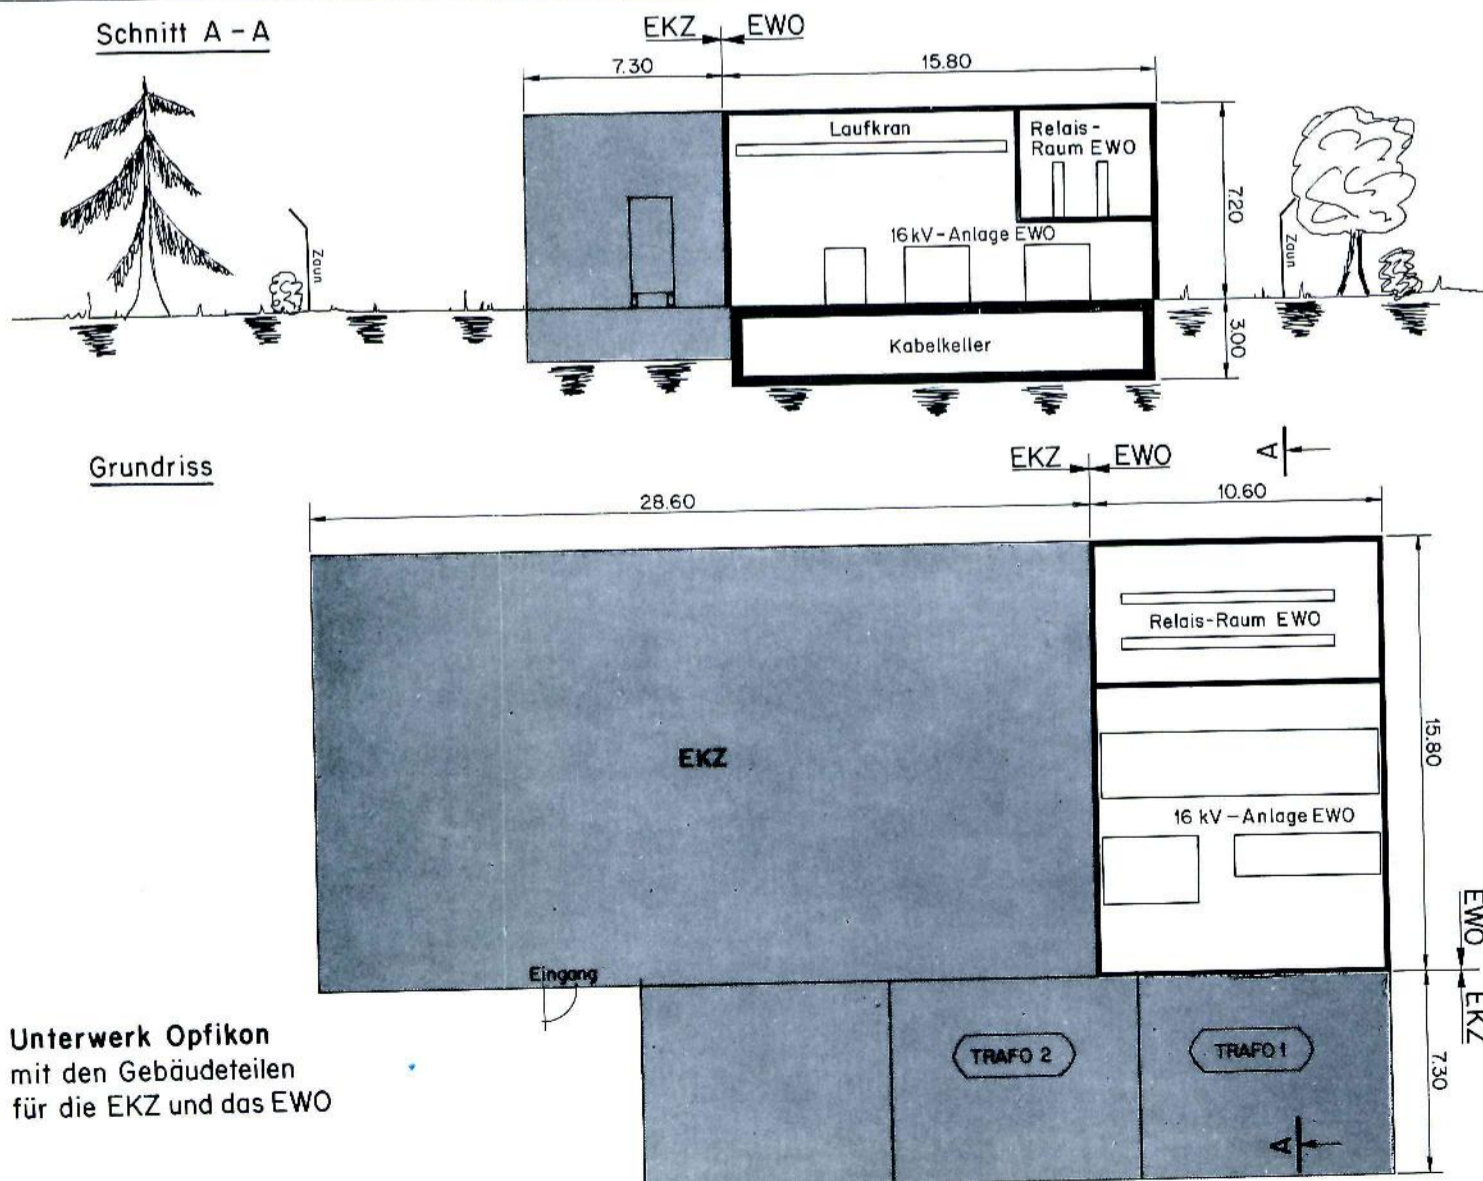 Schnitt A – A
EKZ EWO
7.30 15.80
Laufkran
Relais-
Raum EWO
16 kV – Anlage EWO
Zaun
Zaun
7.20
Kabelkeller
3.00
Grundriss
EKZ EWO
A
28.60 10.60
Relais-Raum EWO
15.80
EKZ
16 kV – Anlage EWO
EWO
EKZ
Eingang
TRAFO 2
TRAFO 1
7.30
A
Unterwerk Opfikon
mit den Gebäudeteilen
für die EKZ und das EWO